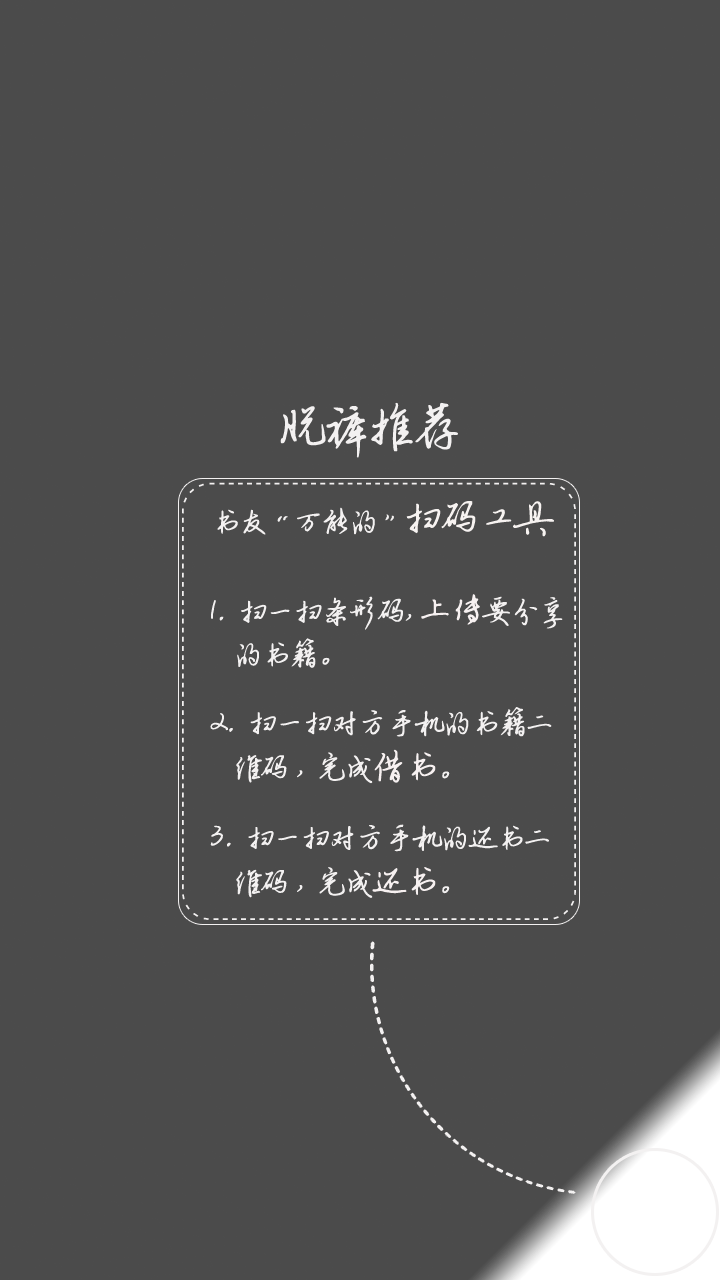 脱裤推荐
书友“万能的”扫码工具
1. 扫一扫条形码,上传要分享
的书籍。
2. 扫一扫对方手机的书籍二
维码,完成借书。
3. 扫一扫对方手机的还书二
维码,完成还书。